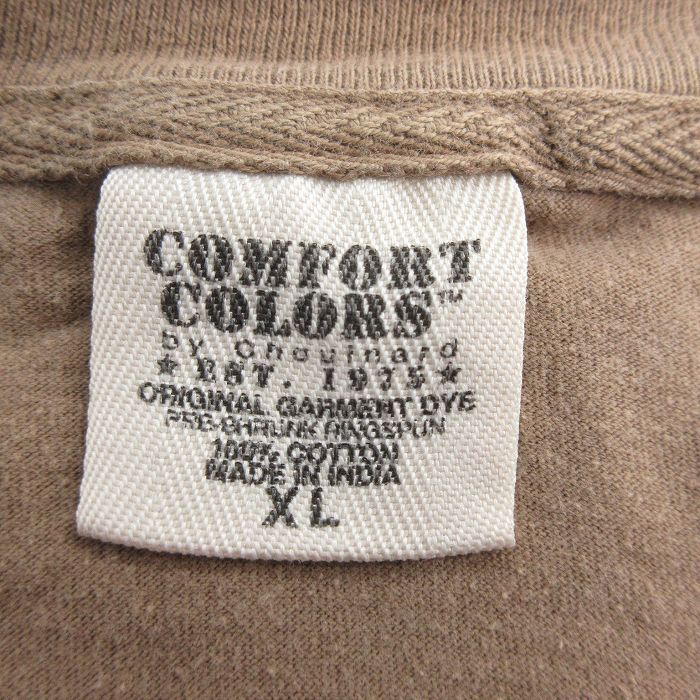 COMFORT
COLORS™
by Chouinard
★ EST. 1975 ★
ORIGINAL GARMENT DYE
PRE-SHRUNK RINGSPUN
100% COTTON
MADE IN INDIA
XL